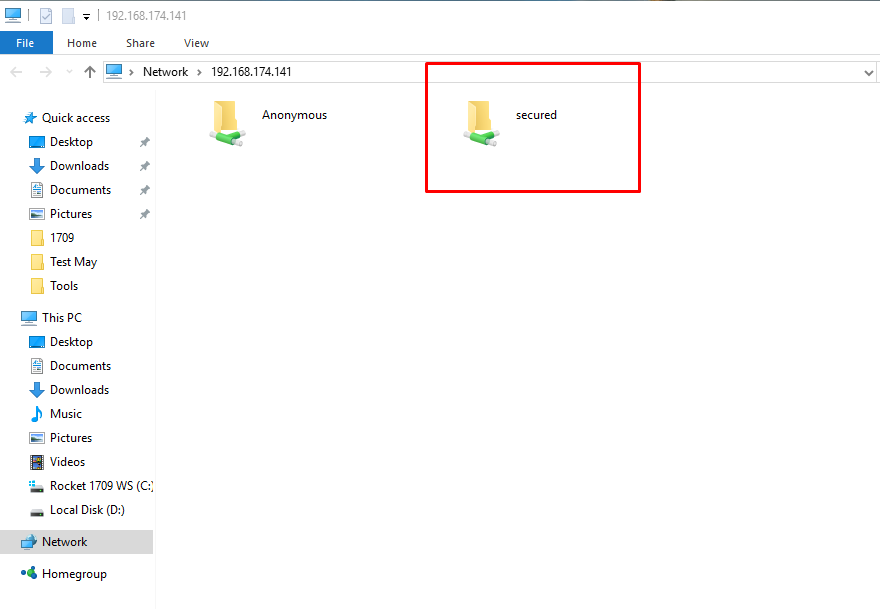 192.168.174.141
File Home Share View
Network 192.168.174.141
Quick access
Desktop
Downloads
Documents
Pictures
1709
Test May
Tools
This PC
Desktop
Documents
Downloads
Music
Pictures
Videos
Rocket 1709 WS (C:)
Local Disk (D:)
Network
Homegroup
Anonymous
secured